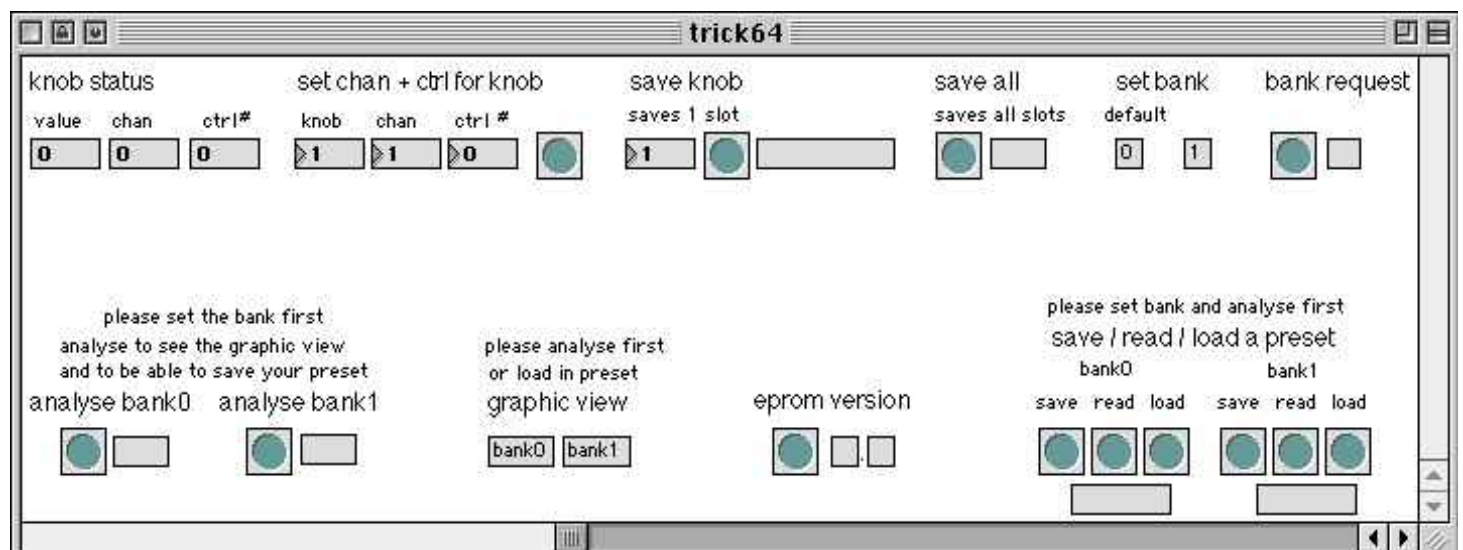 trick64
knob status
set chan + ctrl for knob
save knob
save all
set bank
bank request
value chan ctrl#
knob chan ctrl #
saves 1 slot
saves all slots
default
0 0 0
1 1 0
1
0 1
please set the bank first
analyse to see the graphic view
and to be able to save your preset
analyse bank0 analyse bank1
please analyse first
or load in preset
graphic view
bank0 bank1
eprom version
.
please set bank and analyse first
save / read / load a preset
bank0 bank1
save read load save read load